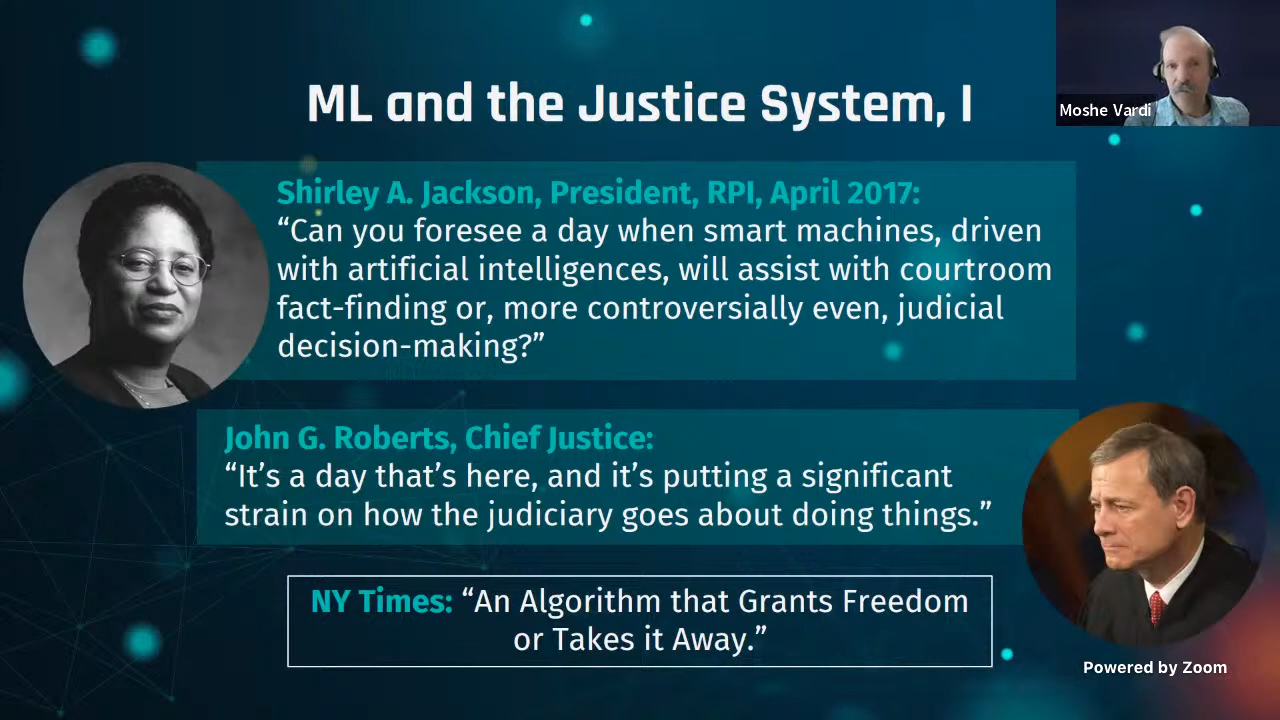 ML and the Justice System, I
Moshe Vardi
Shirley A. Jackson, President, RPI, April 2017:
“Can you foresee a day when smart machines, driven
with artificial intelligences, will assist with courtroom
fact-finding or, more controversially even, judicial
decision-making?”
John G. Roberts, Chief Justice:
“It’s a day that’s here, and it’s putting a significant
strain on how the judiciary goes about doing things.”
NY Times: “An Algorithm that Grants Freedom
or Takes it Away.”
Powered by Zoom